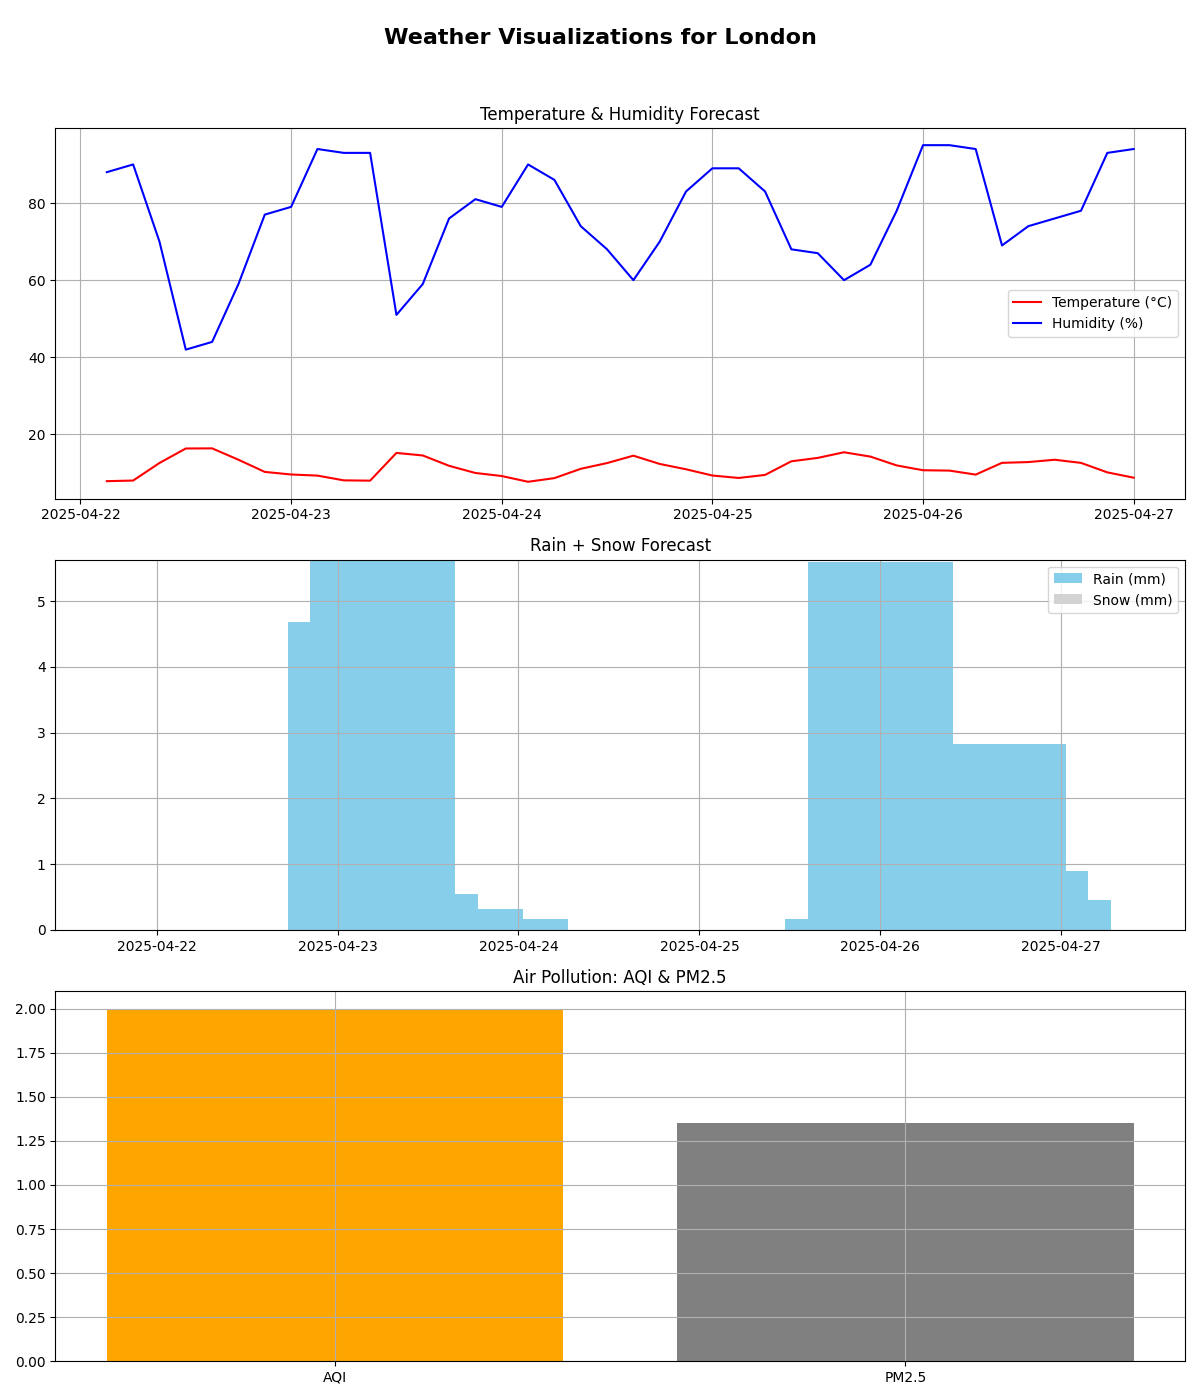 Weather Visualizations for London
Temperature & Humidity Forecast
80
60
40
20
Temperature (°C)
Humidity (%)
2025-04-22 2025-04-23 2025-04-24 2025-04-25 2025-04-26 2025-04-27
Rain + Snow Forecast
5
4
3
2
1
0
Rain (mm)
Snow (mm)
2025-04-22 2025-04-23 2025-04-24 2025-04-25 2025-04-26 2025-04-27
Air Pollution: AQI & PM2.5
2.00
1.75
1.50
1.25
1.00
0.75
0.50
0.25
0.00
AQI PM2.5